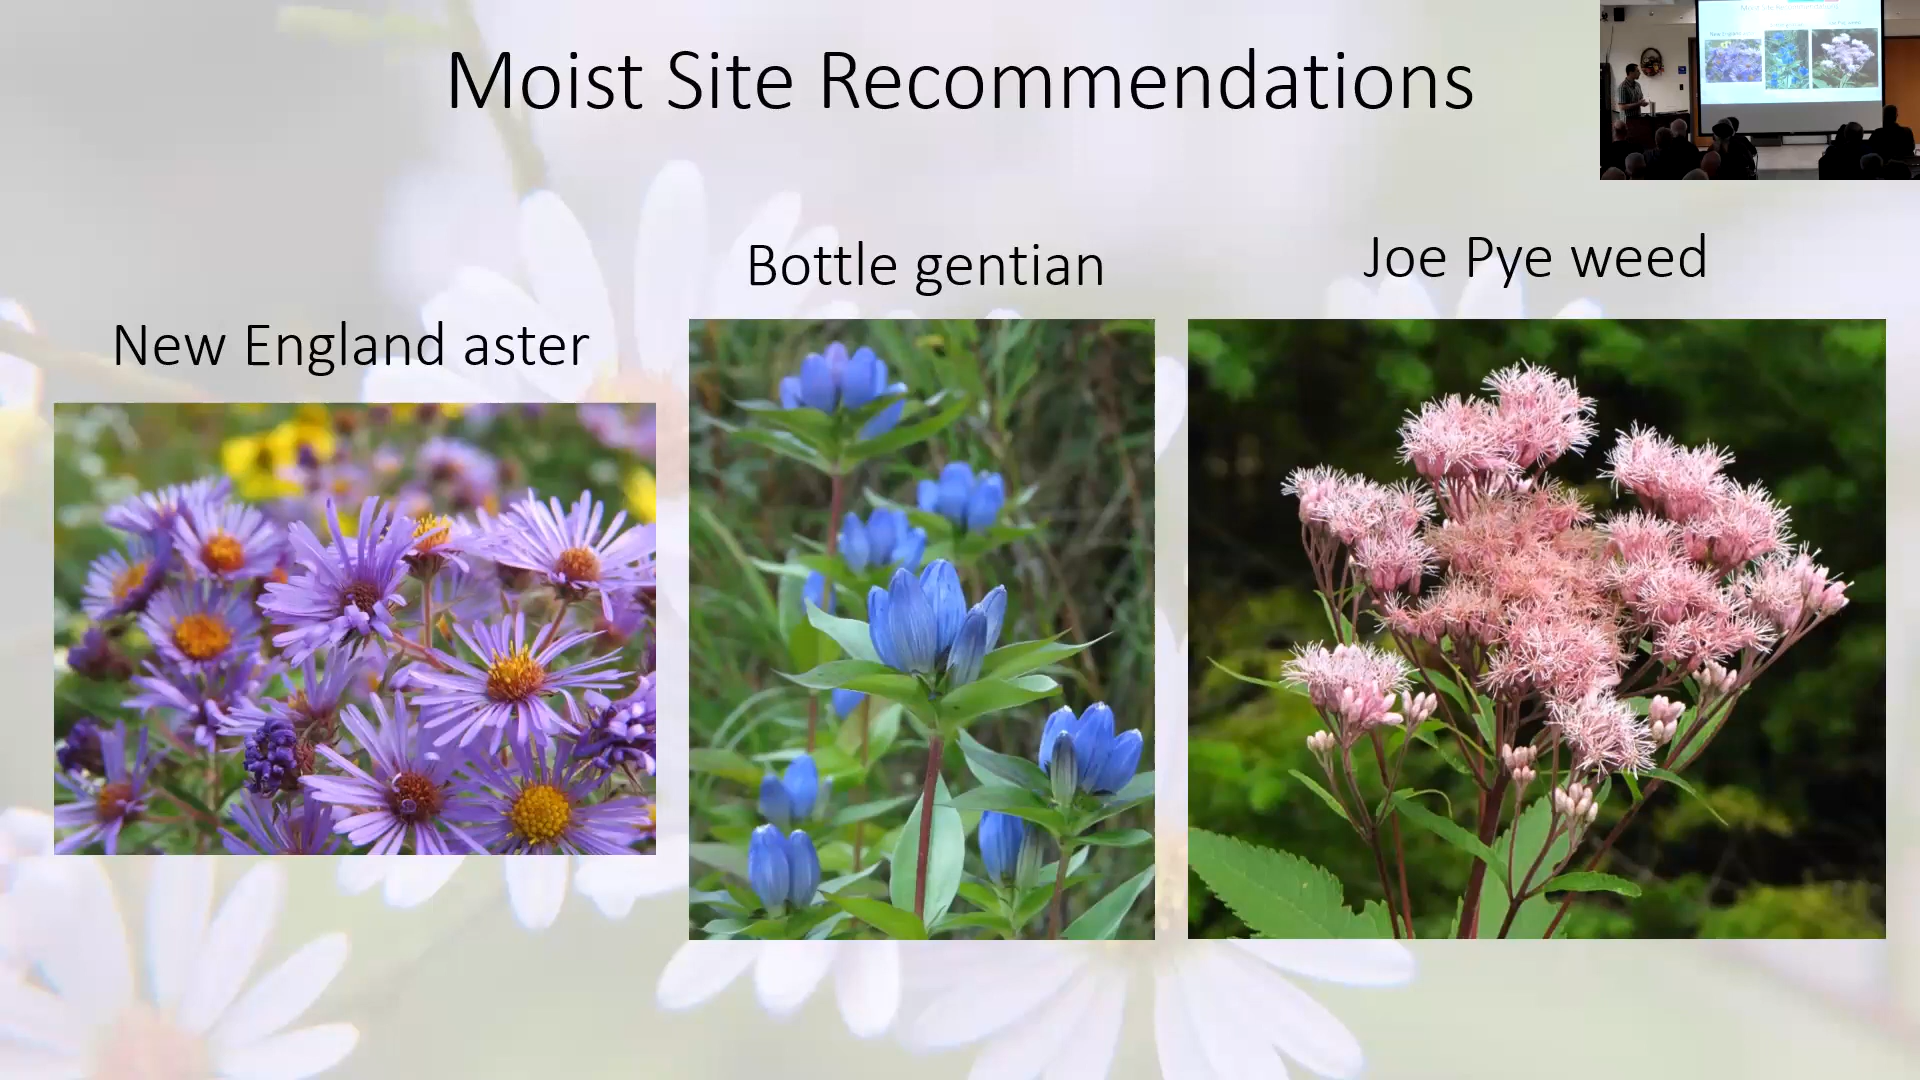 Moist Site Recommendations
New England aster
Bottle gentian
Joe Pye weed